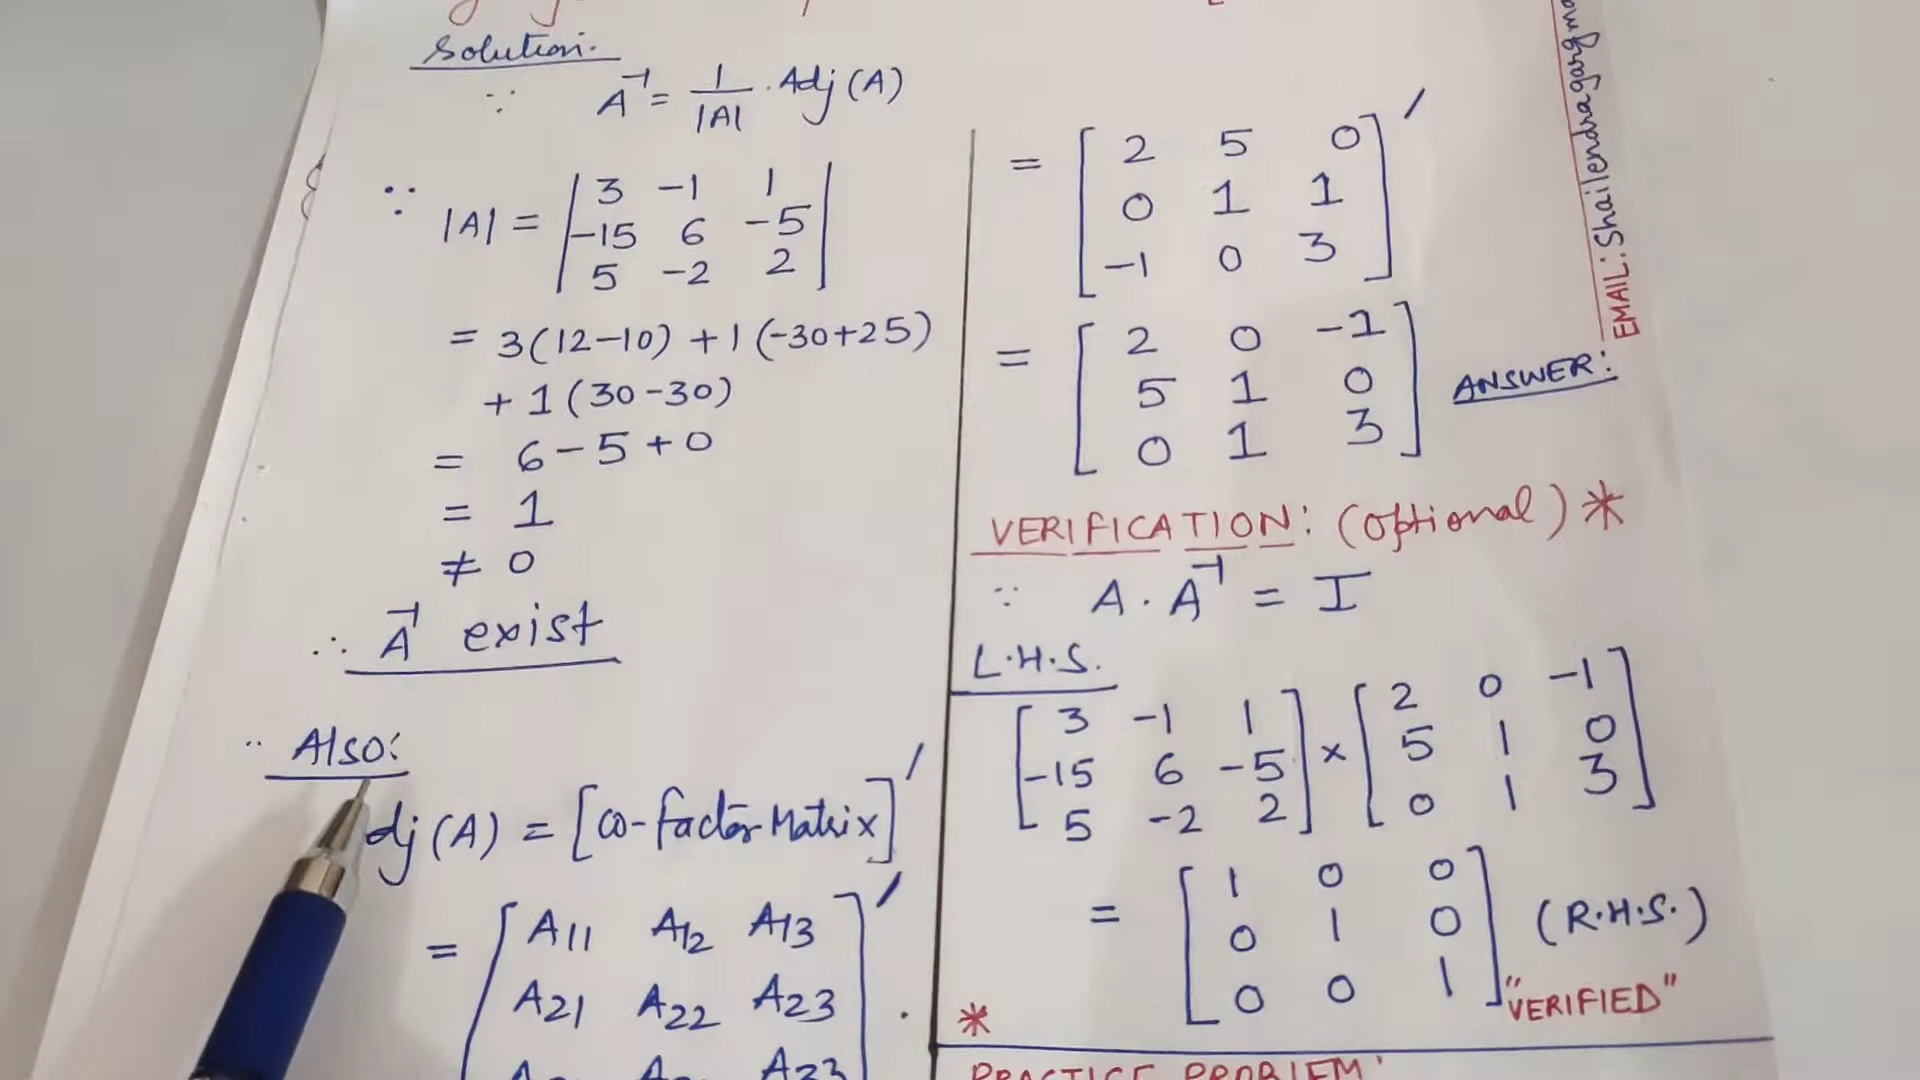 Solution.
∵ A⁻¹ = 1/|A| . Adj (A)
∵ |A| = | 3 -1 1 |
| -15 6 -5 |
| 5 -2 2 |
= 3(12-10) +1 (-30+25)
+ 1 (30-30)
= 6 - 5 + 0
= 1
≠ 0
∴ A⁻¹ exist
∵ Also:
dj (A) = [Co-factor Matrix]′
= [ A11 A12 A13 ]′
A21 A22 A23 .
A33
= [ 2 5 0 ]′
0 1 1
-1 0 3
= [ 2 0 -1 ]
5 1 0
0 1 3
ANSWER:
VERIFICATION: (Optional) *
∵ A . A⁻¹ = I
L.H.S.
[ 3 -1 1 ] × [ 2 0 -1 ]
[ -15 6 -5 ] [ 5 1 0 ]
[ 5 -2 2 ] [ 0 1 3 ]
= [ 1 0 0 ]
0 1 0 (R.H.S.)
0 0 1
"VERIFIED"
*
PRACTICE PROBLEM:
EMAIL: Shailendragargma